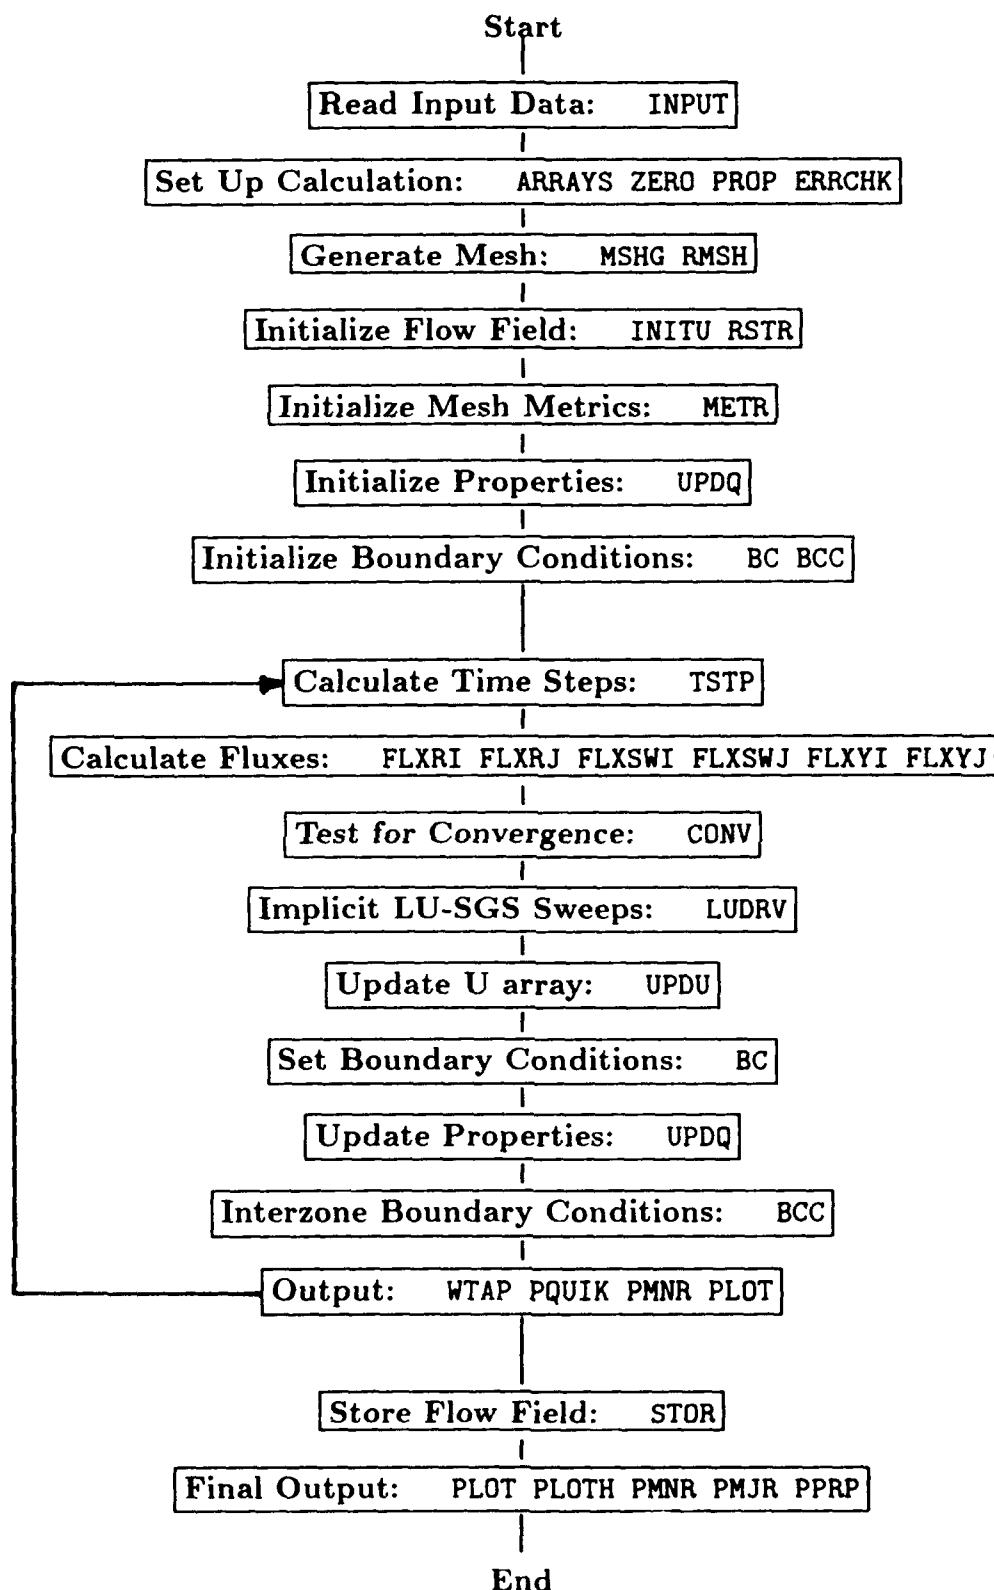 Start
Read Input Data: INPUT
Set Up Calculation: ARRAYS ZERO PROP ERRCHK
Generate Mesh: MSHG RMSH
Initialize Flow Field: INITU RSTR
Initialize Mesh Metrics: METR
Initialize Properties: UPDQ
Initialize Boundary Conditions: BC BCC
Calculate Time Steps: TSTP
Calculate Fluxes: FLXRI FLXRJ FLXSWI FLXSWJ FLXYI FLXYJ
Test for Convergence: CONV
Implicit LU-SGS Sweeps: LUDRV
Update U array: UPDU
Set Boundary Conditions: BC
Update Properties: UPDQ
Interzone Boundary Conditions: BCC
Output: WTAP PQUIK PMNR PLOT
Store Flow Field: STOR
Final Output: PLOT PLOTH PMNR PMJR PPRP
End